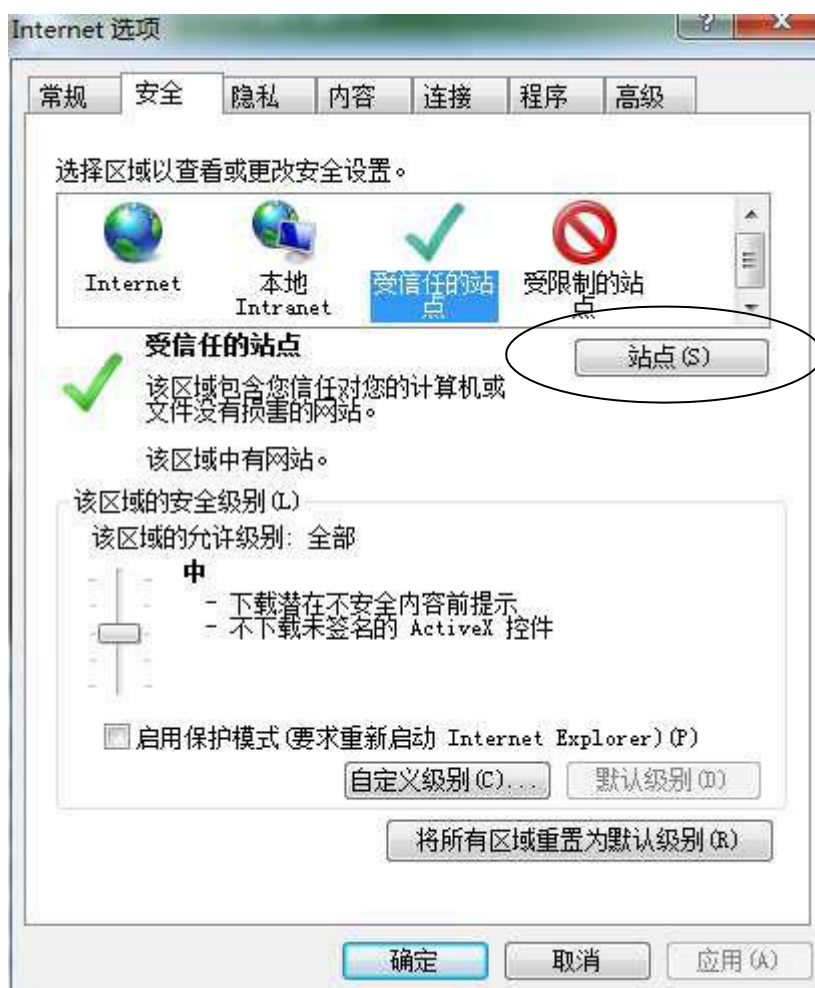 Internet 选项
常规 安全 隐私 内容 连接 程序 高级
选择区域以查看或更改安全设置。
Internet 本地 受信任的站 受限制的站
Intranet 点 点
受信任的站点 站点(S)
该区域包含您信任对您的计算机或
文件没有损害的网站。
该区域中有网站。
该区域的安全级别(L)
该区域的允许级别: 全部
中
- 下载潜在不安全内容前提示
- 不下载未签名的 ActiveX 控件
启用保护模式(要求重新启动 Internet Explorer)(P)
自定义级别(C)... 默认级别(D)
将所有区域重置为默认级别(R)
确定 取消 应用(A)